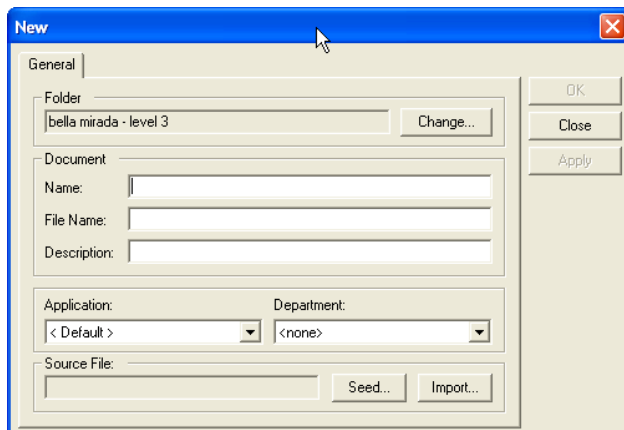 New
General
Folder
bella mirada - level 3
Change...
Document
Name:
File Name:
Description:
Application:
Department:
< Default >
<none>
Source File:
Seed...
Import...
OK
Close
Apply